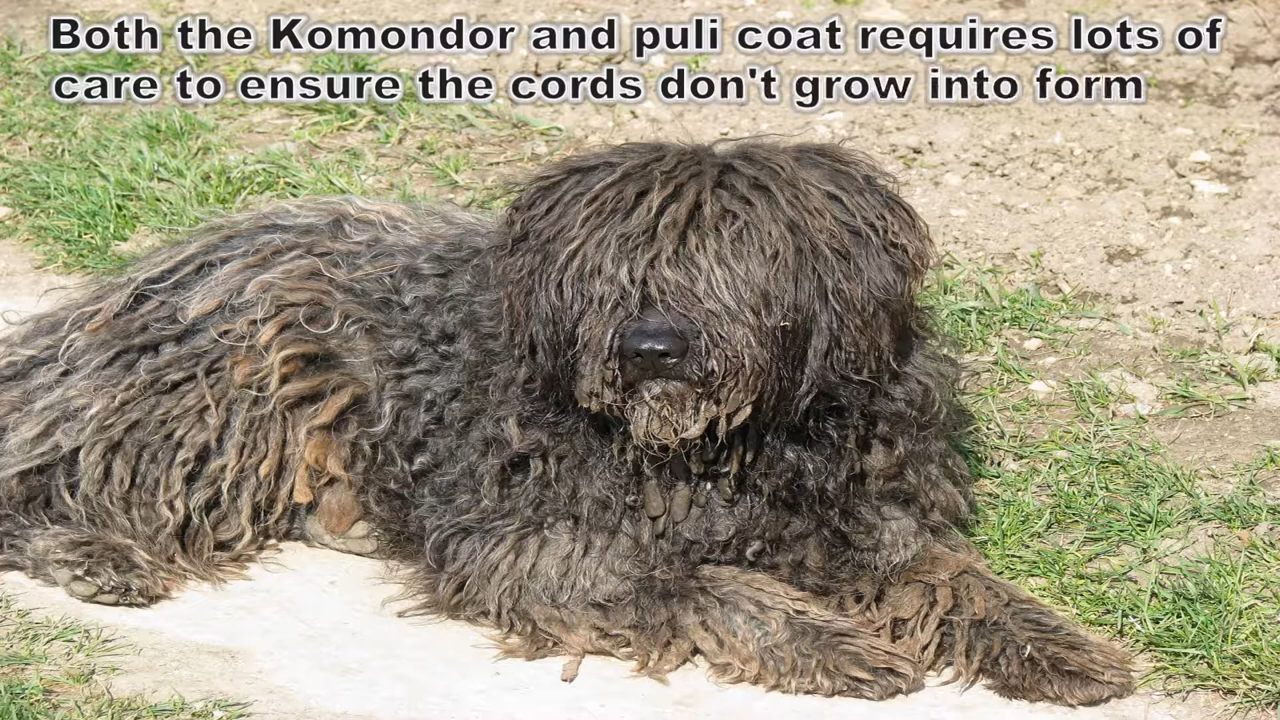 Both the Komondor and puli coat requires lots of
care to ensure the cords don't grow into form